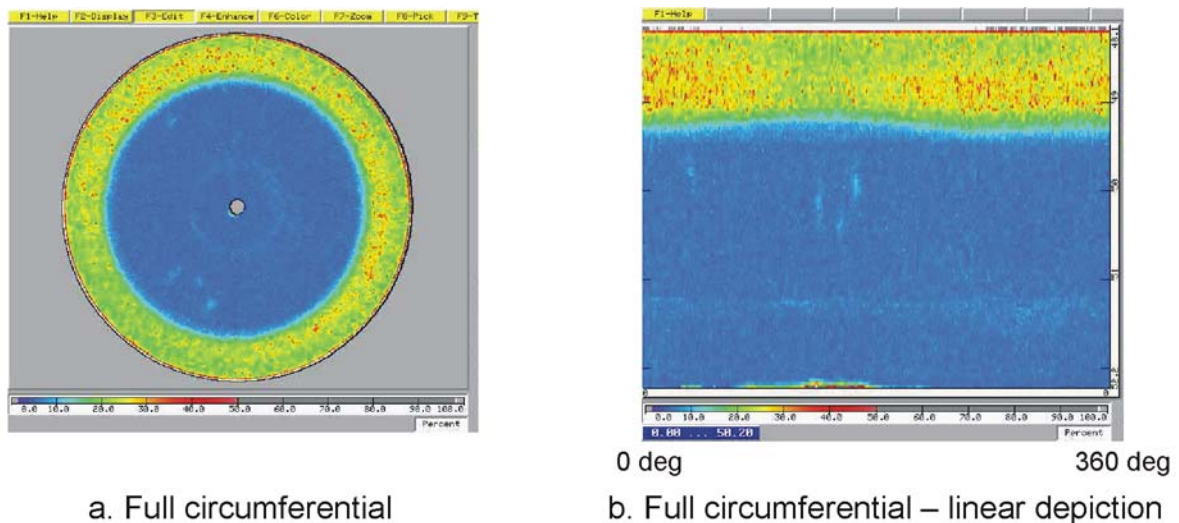 F1-Help F2-Display F3-Edit F4-Enhance F6-Color F7-Zoom F8-Pick F9-T
0.0 10.0 20.0 30.0 40.0 50.0 60.0 70.0 80.0 90.0 100.0
Percent
a. Full circumferential
F1-Help
0 0
0.0 10.0 20.0 30.0 40.0 50.0 60.0 70.0 80.0 90.0 100.0
0.00 ... 50.20
Percent
0 deg 360 deg
b. Full circumferential – linear depiction